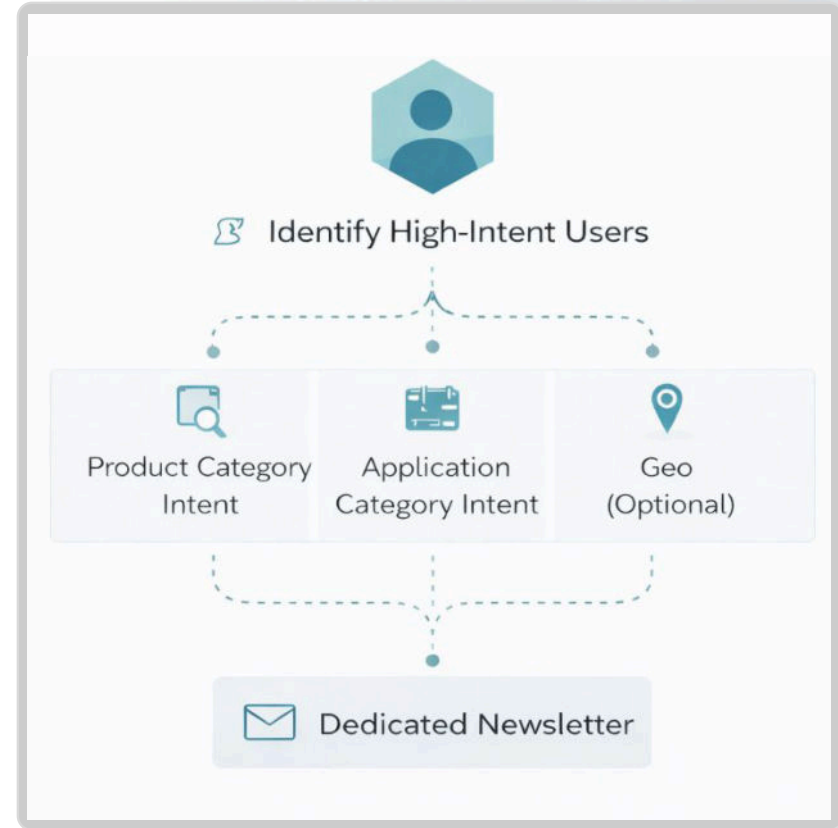 Identify High-Intent Users
Product Category
Intent
Application
Category Intent
Geo
(Optional)
Dedicated Newsletter